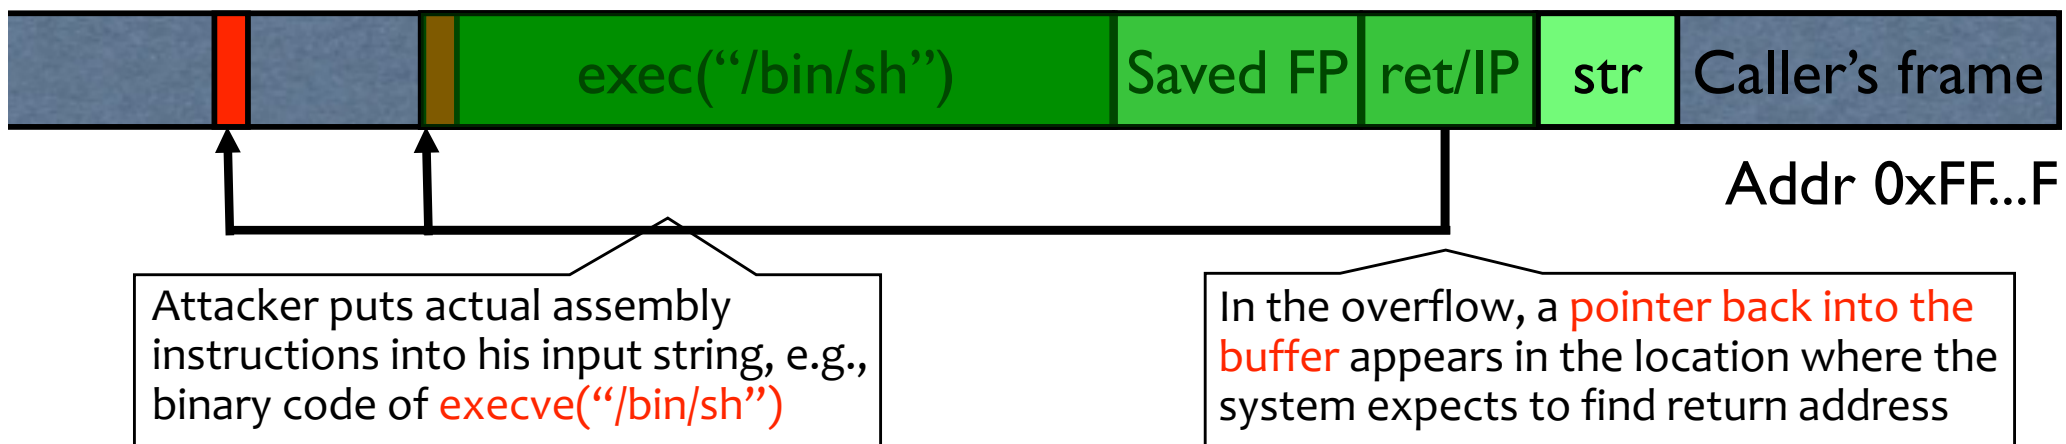 exec(“/bin/sh”) Saved FP ret/IP str Caller’s frame
Addr 0xFF...F
Attacker puts actual assembly
instructions into his input string, e.g.,
binary code of execve(“/bin/sh”)
In the overflow, a pointer back into the
buffer appears in the location where the
system expects to find return address